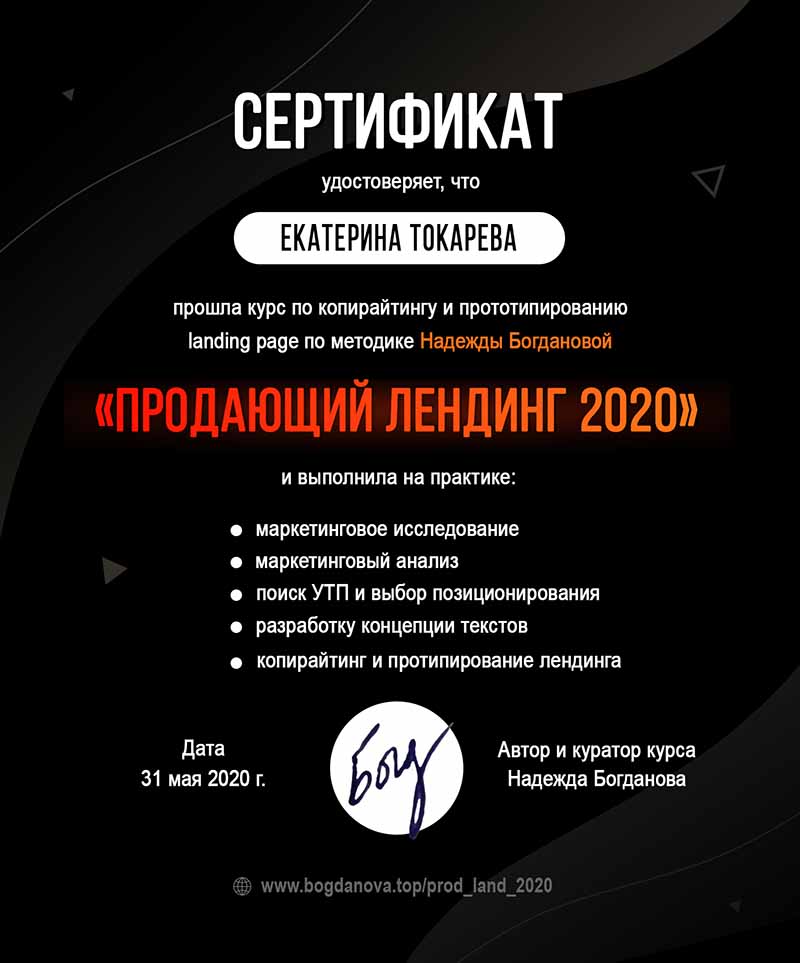 СЕРТИФИКАТ
удостоверяет, что
ЕКАТЕРИНА ТОКАРЕВА
прошла курс по копирайтингу и прототипированию
landing page по методике Надежды Богдановой
«ПРОДАЮЩИЙ ЛЕНДИНГ 2020»
и выполнила на практике:
● маркетинговое исследование
● маркетинговый анализ
● поиск УТП и выбор позиционирования
● разработку концепции текстов
● копирайтинг и протипирование лендинга
Дата
31 мая 2020 г.
Богд
Автор и куратор курса
Надежда Богданова
www.bogdanova.top/prod_land_2020